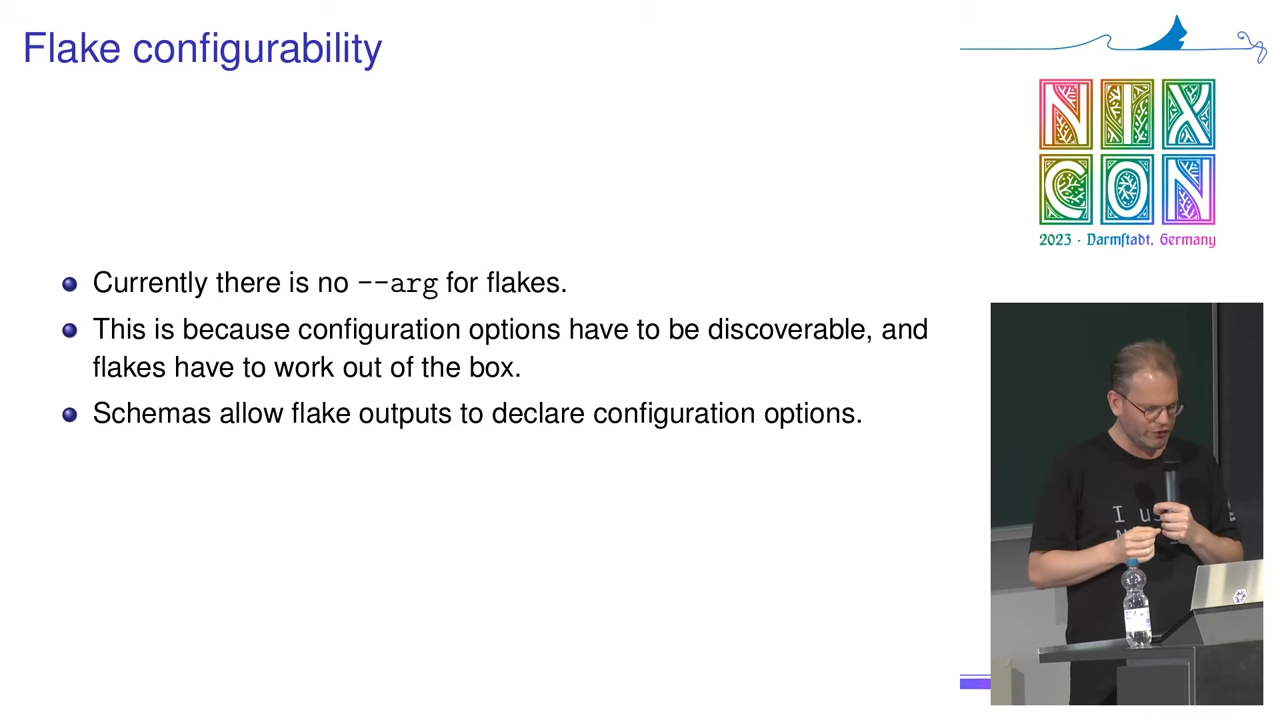 Flake configurability
Currently there is no --arg for flakes.
This is because configuration options have to be discoverable, and
flakes have to work out of the box.
Schemas allow flake outputs to declare configuration options.
NIX
CON
2023 · Darmſtadt, Germany
I us